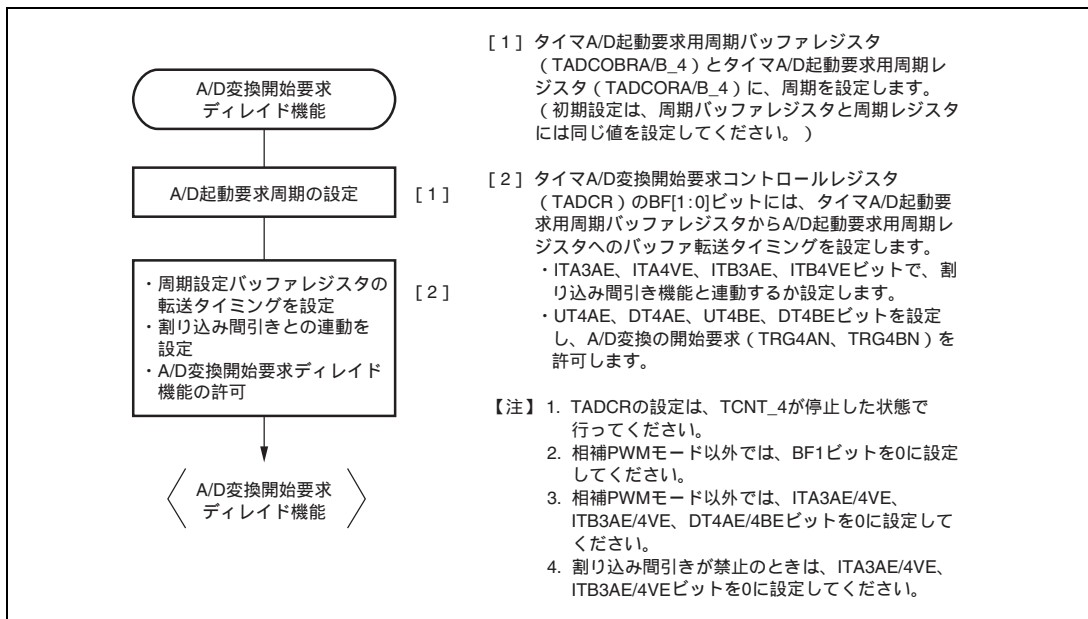 A/D変換開始要求
ディレイド機能
A/D起動要求周期の設定
[ 1 ]
・周期設定バッファレジスタの
転送タイミングを設定
・割り込み間引きとの連動を
設定
・A/D変換開始要求ディレイド
機能の許可
[ 2 ]
A/D変換開始要求
ディレイド機能
[ 1 ] タイマA/D起動要求用周期バッファレジスタ
（TADCOBRA/B_4）とタイマA/D起動要求用周期レ
ジスタ（TADCORA/B_4）に、周期を設定します。
（初期設定は、周期バッファレジスタと周期レジスタ
には同じ値を設定してください。）
[ 2 ] タイマA/D変換開始要求コントロールレジスタ
（TADCR）のBF[1:0]ビットには、タイマA/D起動要
求用周期バッファレジスタからA/D起動要求用周期レ
ジスタへのバッファ転送タイミングを設定します。
・ITA3AE、ITA4VE、ITB3AE、ITB4VEビットで、割
り込み間引き機能と連動するか設定します。
・UT4AE、DT4AE、UT4BE、DT4BEビットを設定
し、A/D変換の開始要求（TRG4AN、TRG4BN）を
許可します。
【注】 1. TADCRの設定は、TCNT_4が停止した状態で
行ってください。
2. 相補PWMモード以外では、BF1ビットを0に設定
してください。
3. 相補PWMモード以外では、ITA3AE/4VE、
ITB3AE/4VE、DT4AE/4BEビットを0に設定して
ください。
4. 割り込み間引きが禁止のときは、ITA3AE/4VE、
ITB3AE/4VEビットを0に設定してください。